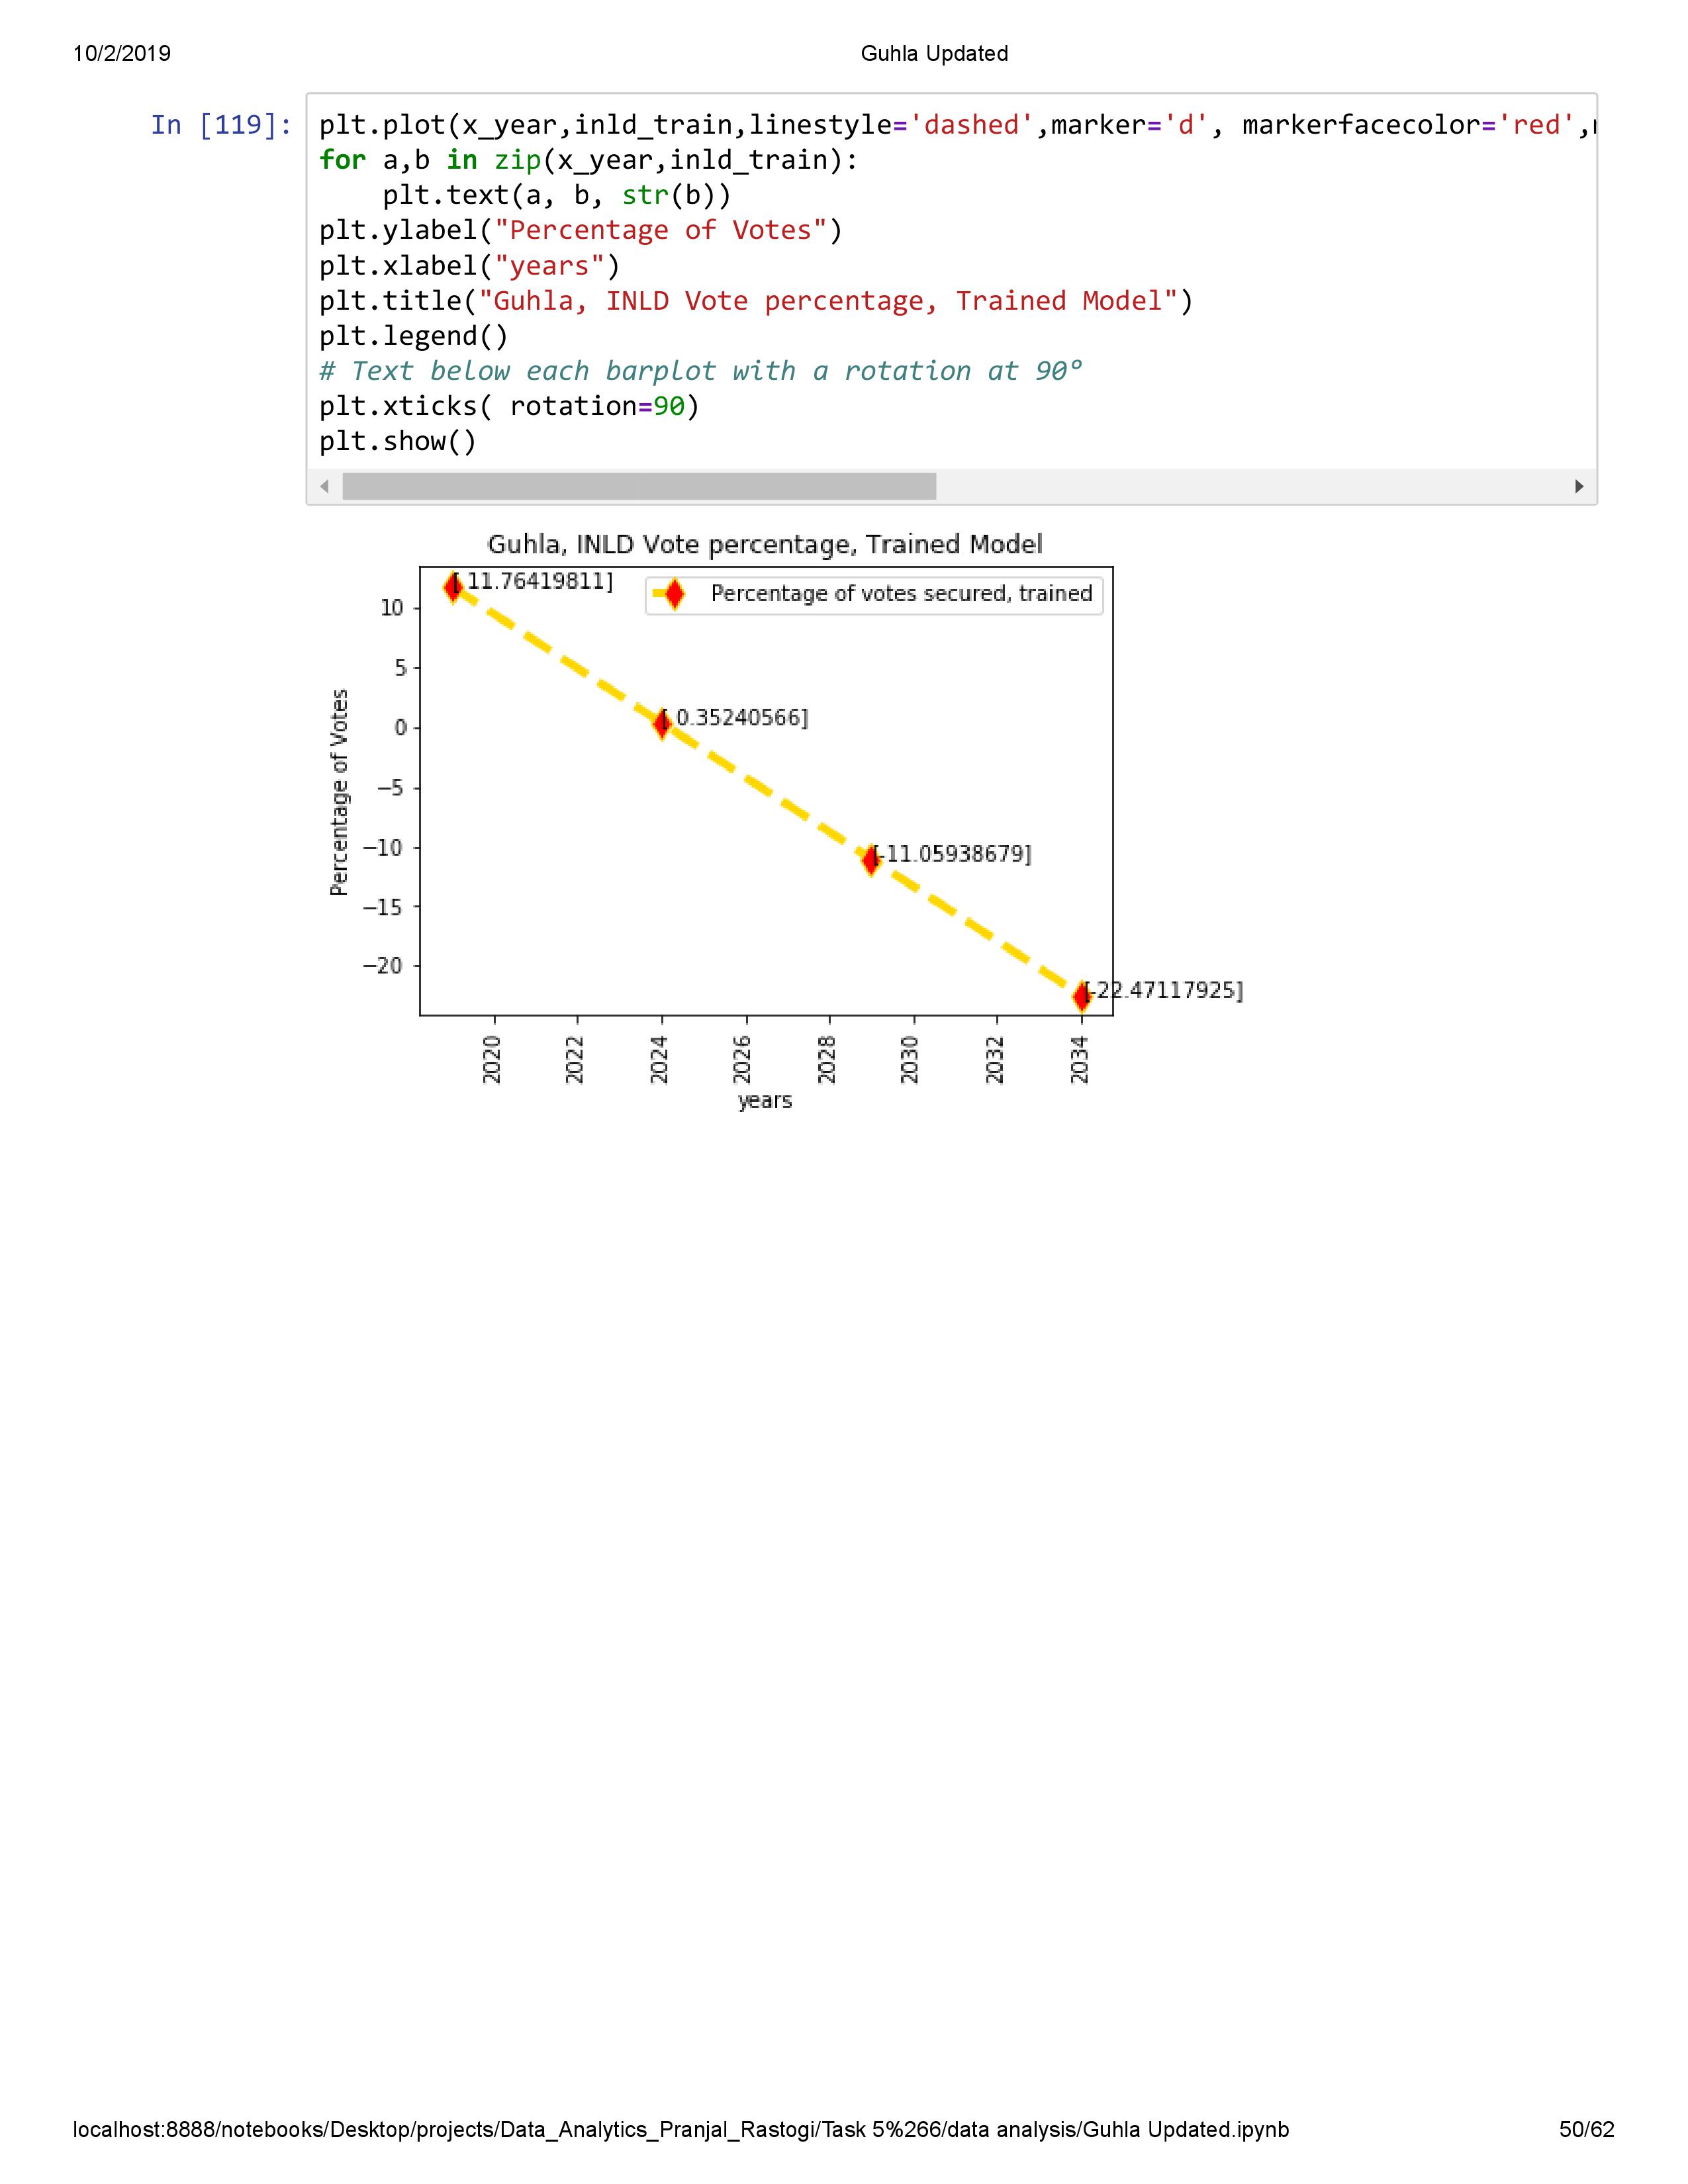 10/2/2019 Guhla Updated
In [119]: plt.plot(x_year,inld_train,linestyle='dashed',marker='d', markerfacecolor='red',
for a,b in zip(x_year,inld_train):
    plt.text(a, b, str(b))
plt.ylabel("Percentage of Votes")
plt.xlabel("years")
plt.title("Guhla, INLD Vote percentage, Trained Model")
plt.legend()
# Text below each barplot with a rotation at 90º
plt.xticks( rotation=90)
plt.show()
Guhla, INLD Vote percentage, Trained Model
[ 11.76419811]
Percentage of votes secured, trained
10
5
[ 0.35240566]
0
−5
−10
[-11.05938679]
−15
−20
[-22.47117925]
Percentage of Votes
2020 2022 2024 2026 2028 2030 2032 2034
years
localhost:8888/notebooks/Desktop/projects/Data_Analytics_Pranjal_Rastogi/Task 5%266/data analysis/Guhla Updated.ipynb 50/62